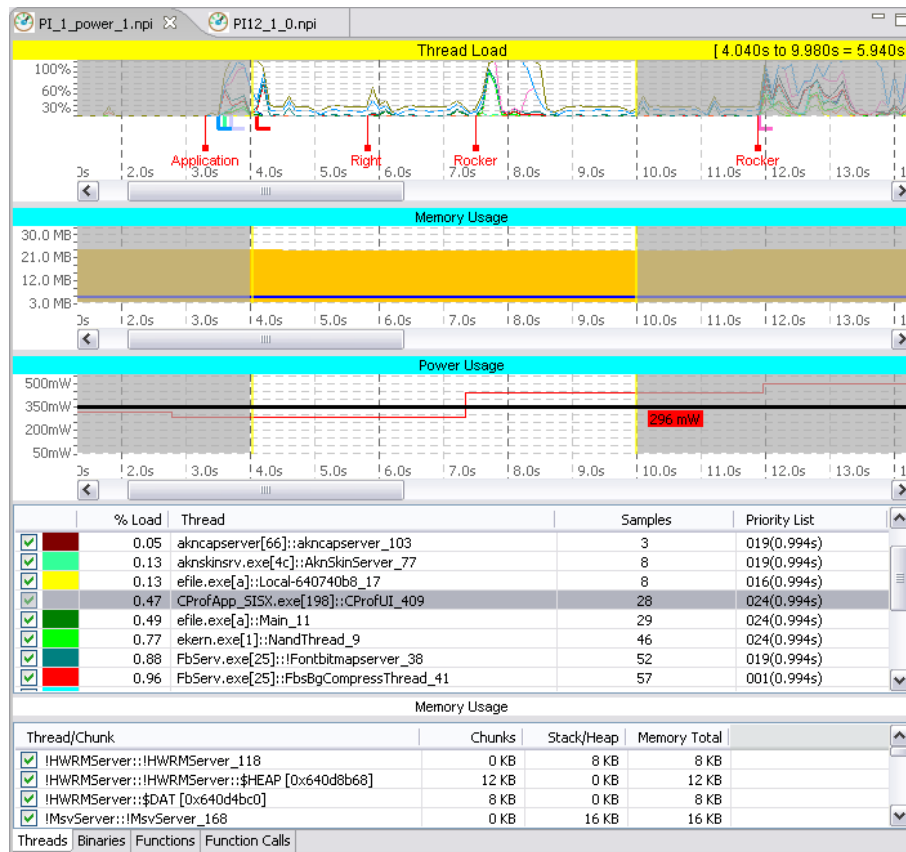 PI_1_power_1.npi PI12_1_0.npi
Thread Load [ 4.040s to 9.980s = 5.940s
100%
60%
30%
Application Right Rocker Rocker
0s 2.0s 3.0s 4.0s 5.0s 6.0s 7.0s 8.0s 9.0s 10.0s 11.0s 12.0s 13.0s 1
Memory Usage
30.0 MB
21.0 MB
12.0 MB
3.0 MB
0s 2.0s 3.0s 4.0s 5.0s 6.0s 7.0s 8.0s 9.0s 10.0s 11.0s 12.0s 13.0s 1
Power Usage
500mW
350mW
296 mW
200mW
50mW
0s 2.0s 3.0s 4.0s 5.0s 6.0s 7.0s 8.0s 9.0s 10.0s 11.0s 12.0s 13.0s 1
% Load Thread Samples Priority List
0.05 akncapserver[66]::akncapserver_103 3 019(0.994s)
0.13 aknskinsrv.exe[4c]::AknSkinServer_77 8 019(0.994s)
0.13 efile.exe[a]::Local-640740b8_17 8 016(0.994s)
0.47 CProfApp_SISX.exe[198]::CProfUI_409 28 024(0.994s)
0.49 efile.exe[a]::Main_11 29 024(0.994s)
0.77 ekern.exe[1]::NandThread_9 46 024(0.994s)
0.88 FbServ.exe[25]::!Fontbitmapserver_38 52 019(0.994s)
0.96 FbServ.exe[25]::FbsBgCompressThread_41 57 001(0.994s)
Memory Usage
Thread/Chunk Chunks Stack/Heap Memory Total
!HWRMServer::!HWRMServer_118 0 KB 8 KB 8 KB
!HWRMServer::!HWRMServer::$HEAP [0x640d8b68] 12 KB 0 KB 12 KB
!HWRMServer::$DAT [0x640d4bc0] 8 KB 0 KB 8 KB
!MsvServer::!MsvServer_168 0 KB 16 KB 16 KB
Threads Binaries Functions Function Calls